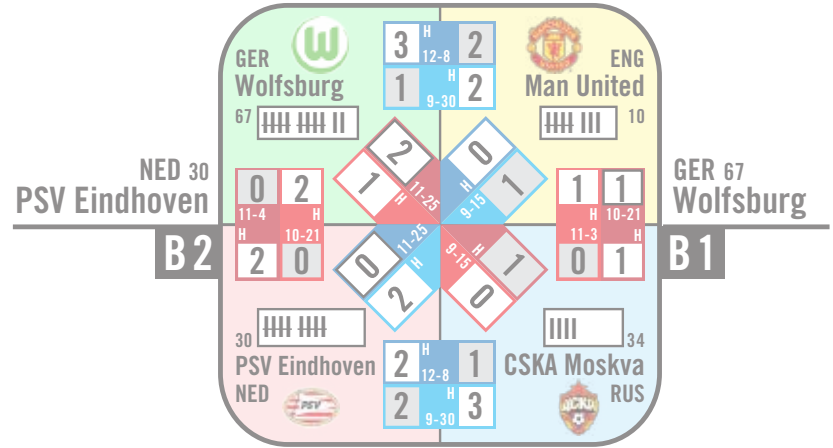 GER
Wolfsburg
67
3 H 2
12-8
1 H 2
9-30
ENG
Man United
10
NED 30
PSV Eindhoven
B2
GER 67
Wolfsburg
B1
0 2
11-4 H
H 10-21
2 0
2
11-25
1 H
0
H
9-15 1
1 1
H 10-21
11-3 H
0 1
0 11-25
H
2
9-15 H 1
0
30
PSV Eindhoven
NED
PSV
2 H 1
12-8
2 H 3
9-30
34
CSKA Moskva
RUS
ЦСКА